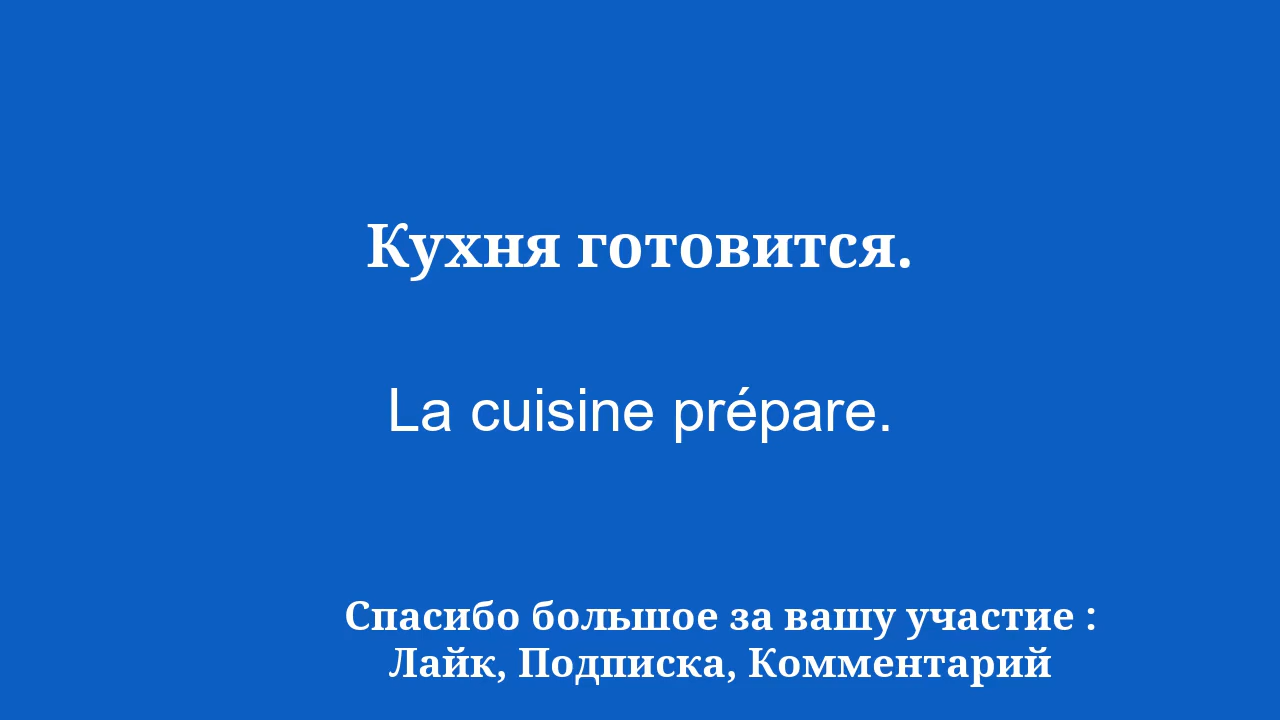 Кухня готовится.
La cuisine prépare.
Спасибо большое за вашу участие :
Лайк, Подписка, Комментарий